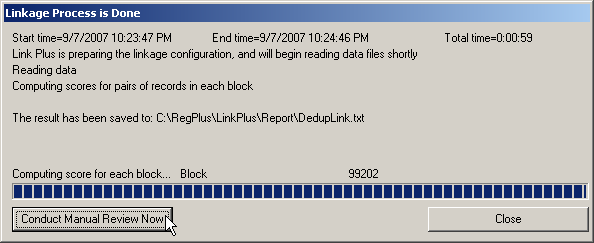 Linkage Process is Done
Start time=9/7/2007 10:23:47 PM End time=9/7/2007 10:24:46 PM Total time=0:00:59
Link Plus is preparing the linkage configuration, and will begin reading data files shortly
Reading data
Computing scores for pairs of records in each block
The result has been saved to: C:\RegPlus\LinkPlus\Report\DedupLink.txt
Computing score for each block... Block 99202
Conduct Manual Review Now Close